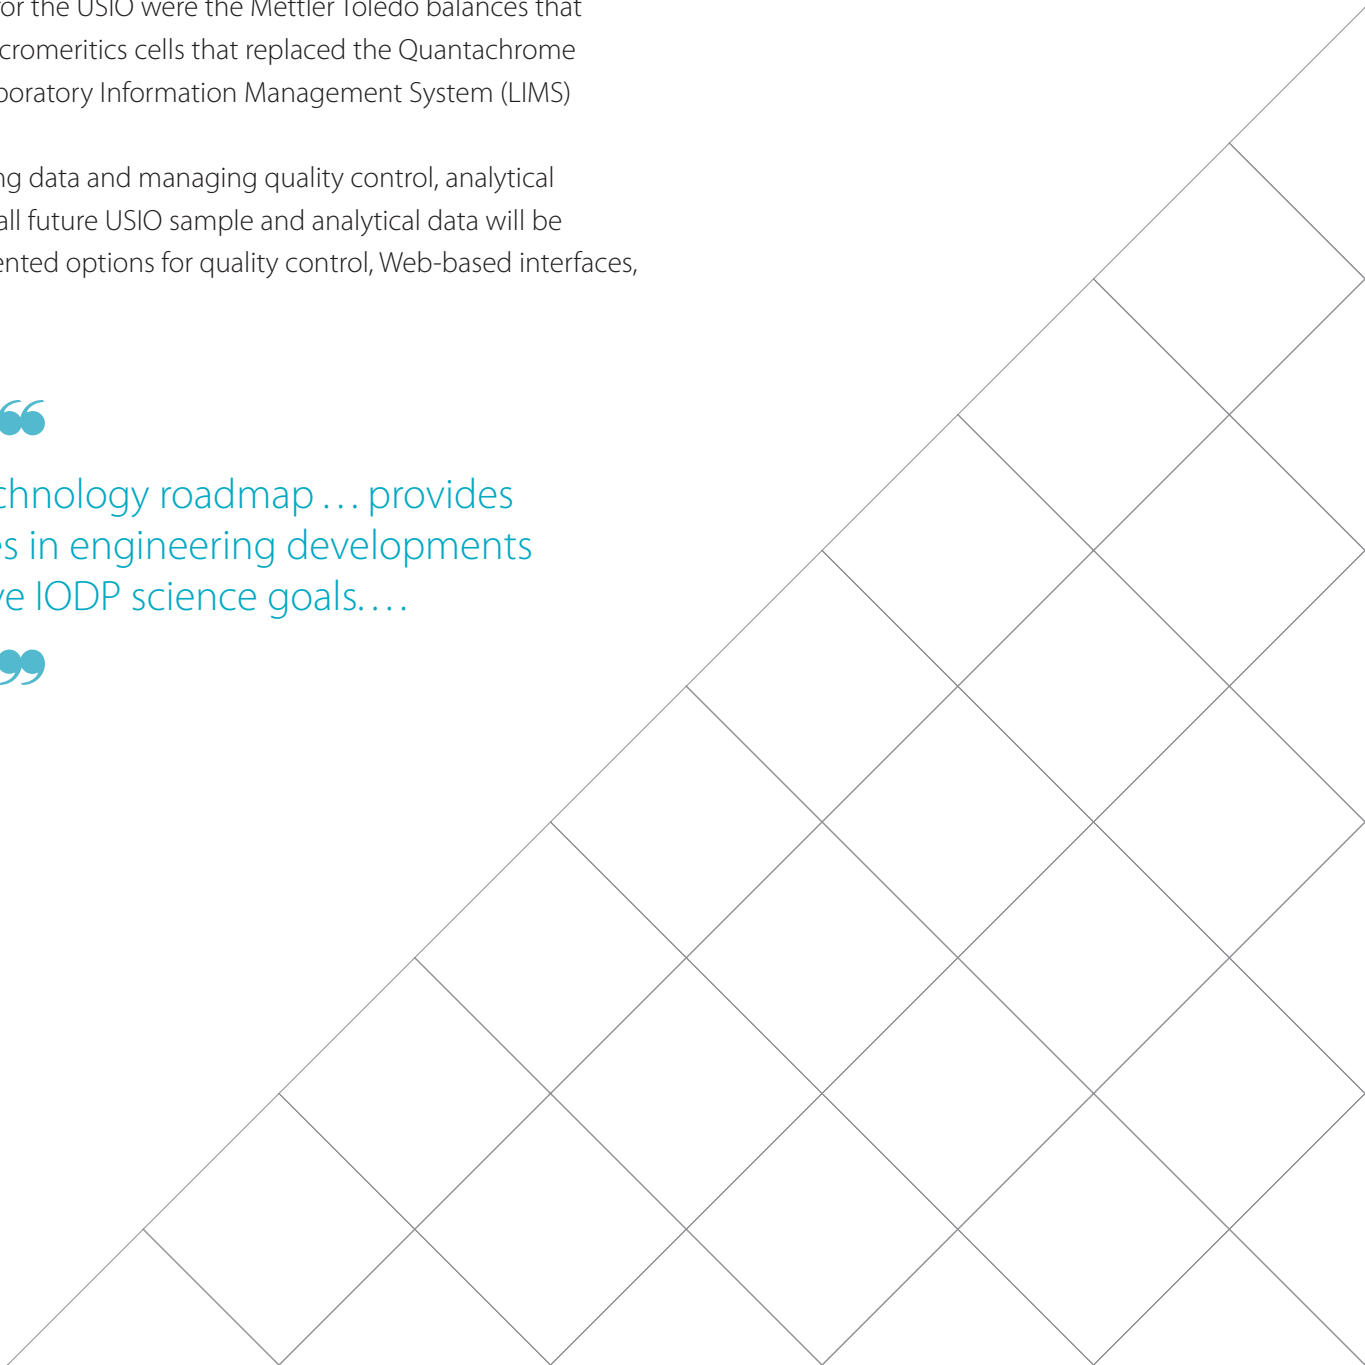 for the USIO were the Mettler Toledo balances that
cromeritics cells that replaced the Quantachrome
boratory Information Management System (LIMS)
ng data and managing quality control, analytical
all future USIO sample and analytical data will be
ented options for quality control, Web-based interfaces,
“
chnology roadmap … provides
es in engineering developments
ve IODP science goals.…
”